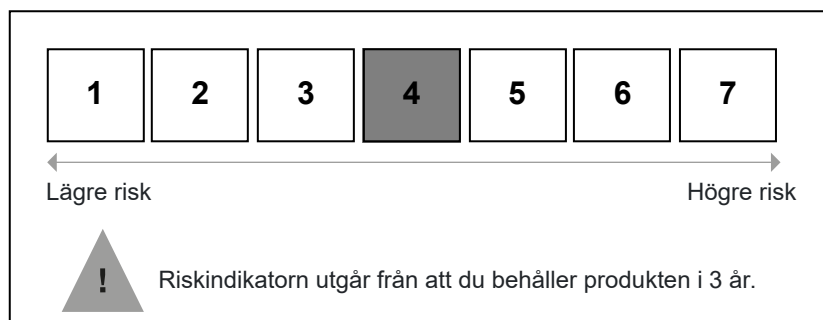 1 2 3 4 5 6 7
Lägre risk Högre risk
! Riskindikatorn utgår från att du behåller produkten i 3 år.